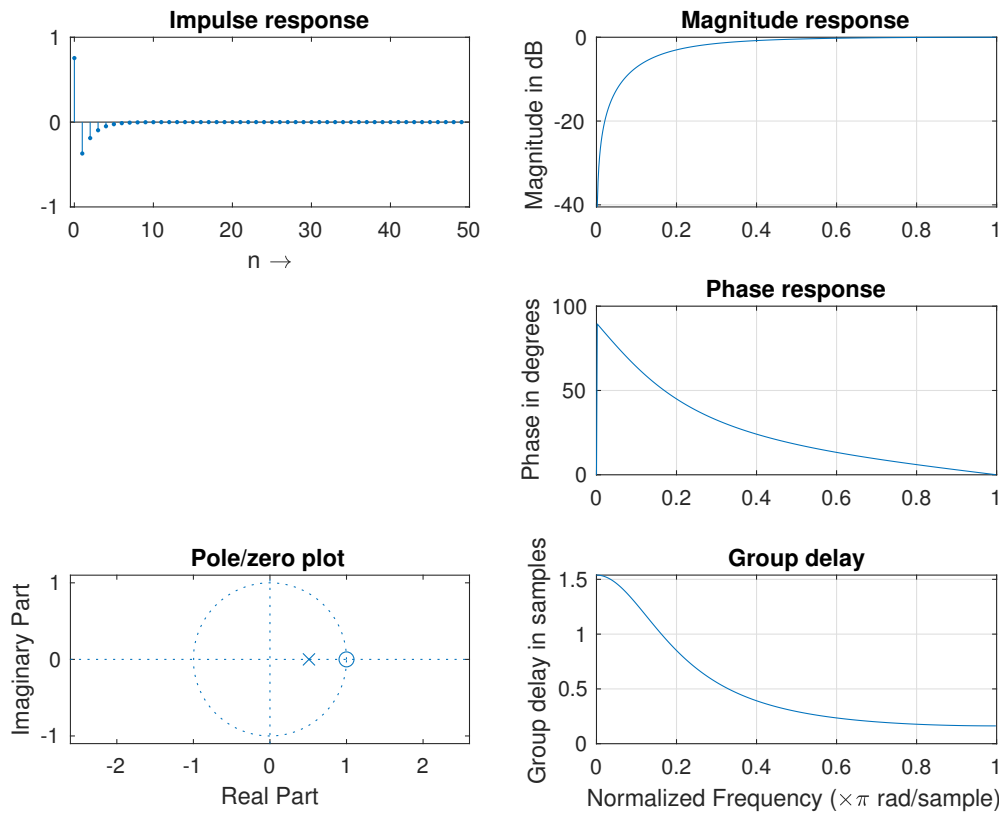 Impulse response
1
0
-1
0 10 20 30 40 50
n →
Magnitude response
Magnitude in dB
0
-20
-40
0 0.2 0.4 0.6 0.8 1
Phase response
Phase in degrees
100
50
0
0 0.2 0.4 0.6 0.8 1
Pole/zero plot
Imaginary Part
1
0
-1
-2 -1 0 1 2
Real Part
Group delay
Group delay in samples
1.5
1
0.5
0
0 0.2 0.4 0.6 0.8 1
Normalized Frequency (×π rad/sample)